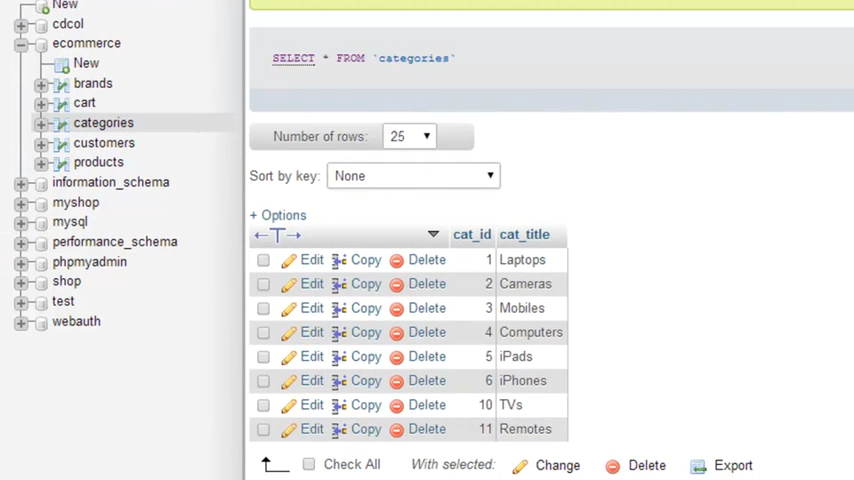 New
cdcol
ecommerce
New
brands
cart
categories
customers
products
information_schema
myshop
mysql
performance_schema
phpmyadmin
shop
test
webauth
SELECT * FROM `categories`
Number of rows: 25
Sort by key: None
+ Options
←T→ cat_id cat_title
Edit Copy Delete 1 Laptops
Edit Copy Delete 2 Cameras
Edit Copy Delete 3 Mobiles
Edit Copy Delete 4 Computers
Edit Copy Delete 5 iPads
Edit Copy Delete 6 iPhones
Edit Copy Delete 10 TVs
Edit Copy Delete 11 Remotes
Check All With selected: Change Delete Export